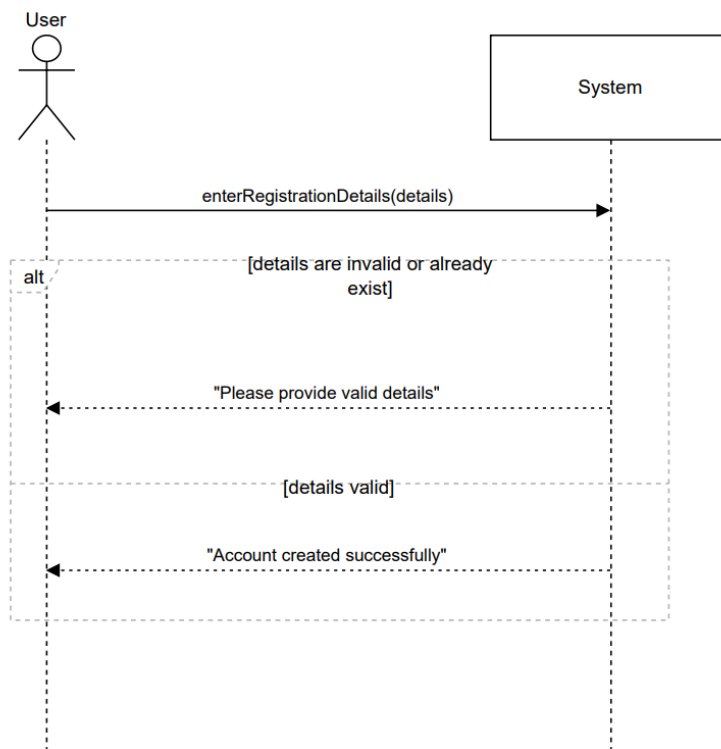 User
System
enterRegistrationDetails(details)
alt
[details are invalid or already
exist]
"Please provide valid details"
[details valid]
"Account created successfully"